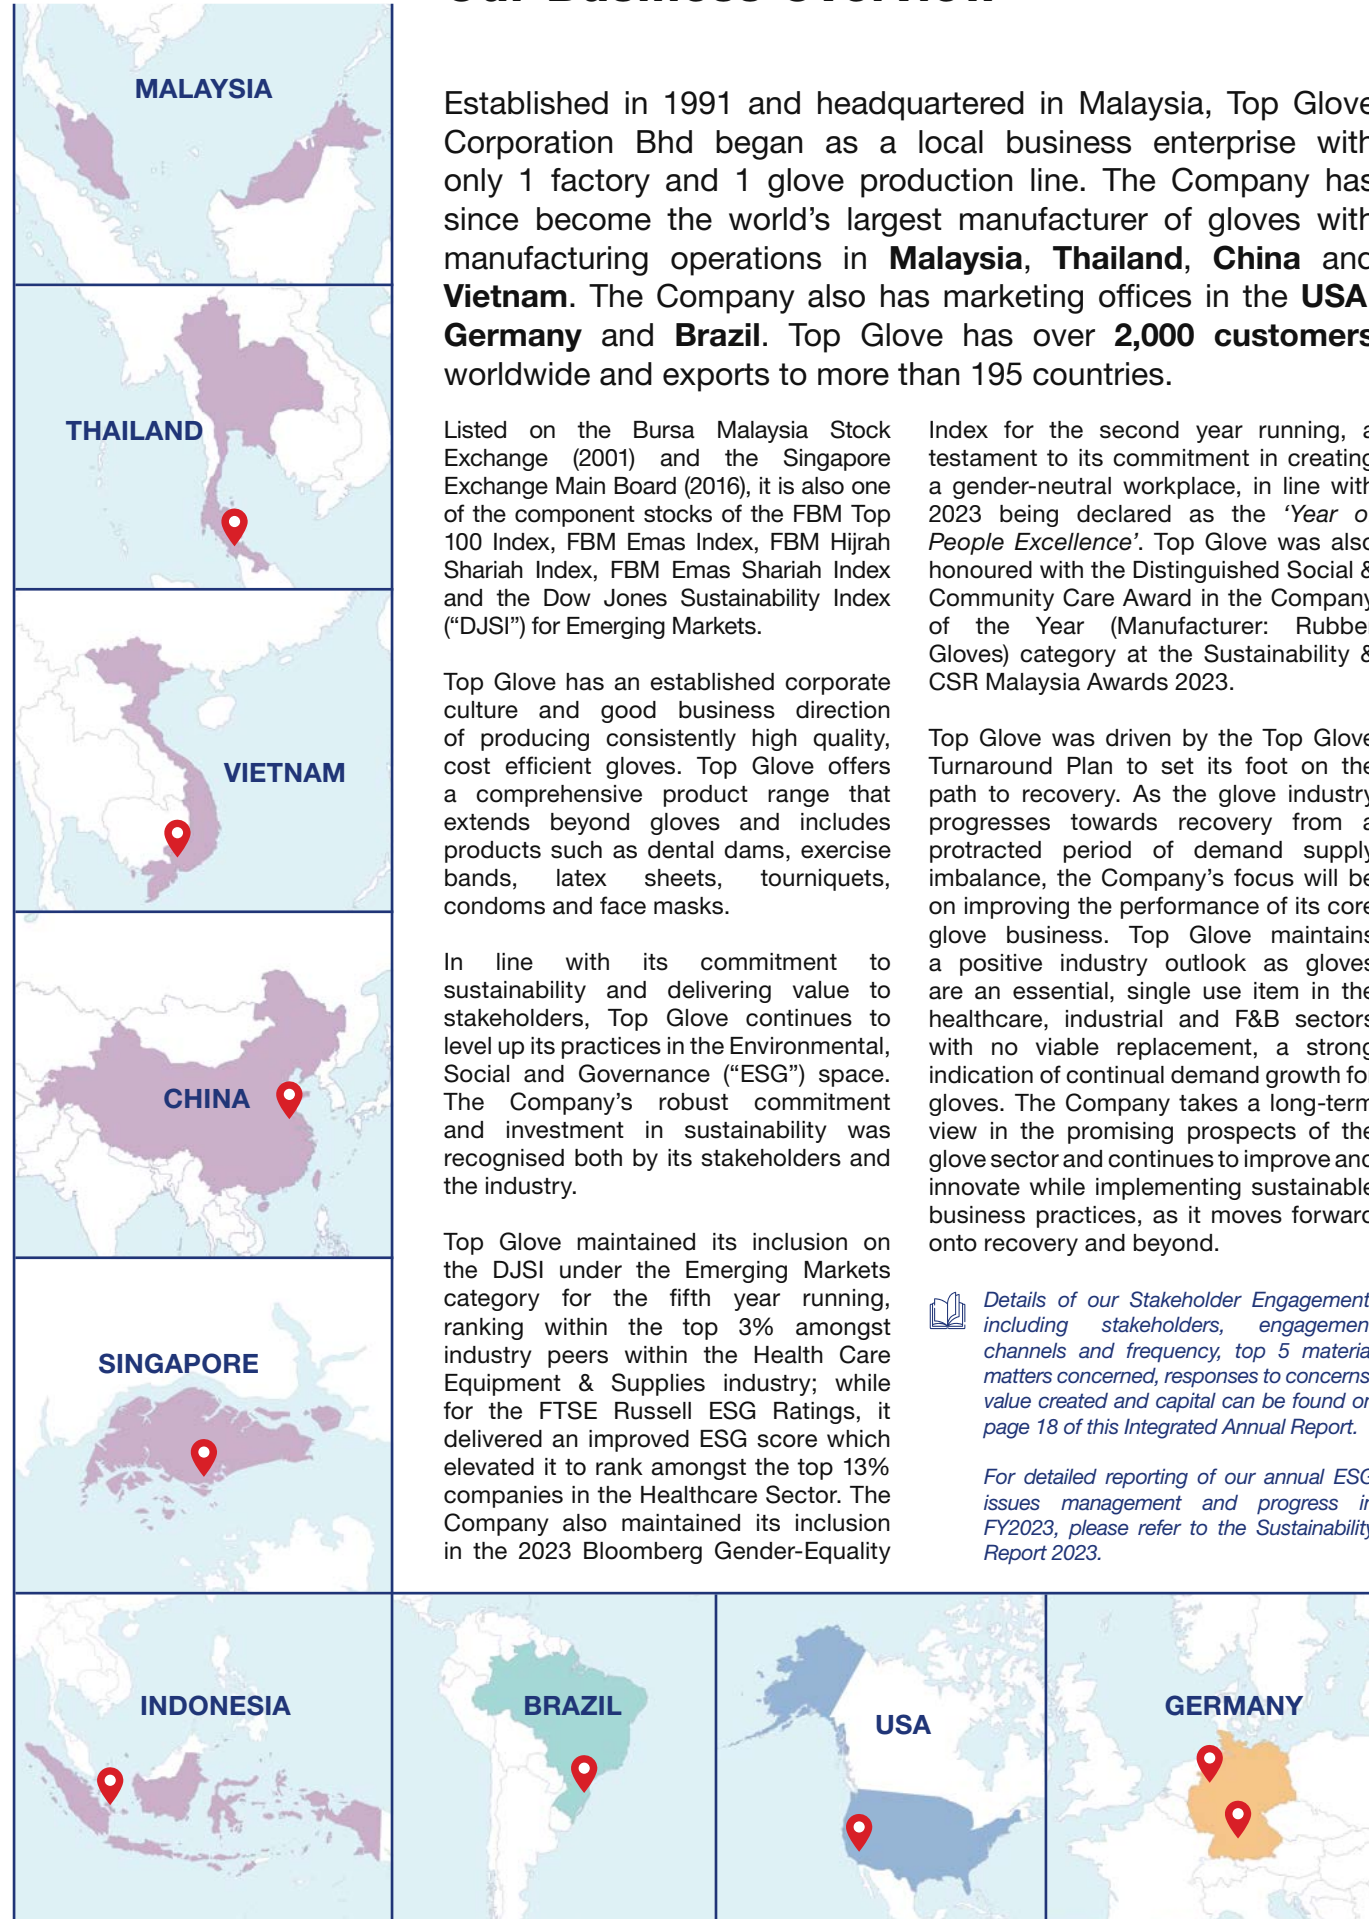 Our Business Overview
MALAYSIA
THAILAND
VIETNAM
CHINA
SINGAPORE
Established in 1991 and headquartered in Malaysia, Top Glove
Corporation Bhd began as a local business enterprise with
only 1 factory and 1 glove production line. The Company has
since become the world’s largest manufacturer of gloves with
manufacturing operations in Malaysia, Thailand, China and
Vietnam. The Company also has marketing offices in the USA,
Germany and Brazil. Top Glove has over 2,000 customers
worldwide and exports to more than 195 countries.
Listed on the Bursa Malaysia Stock
Exchange (2001) and the Singapore
Exchange Main Board (2016), it is also one
of the component stocks of the FBM Top
100 Index, FBM Emas Index, FBM Hijrah
Shariah Index, FBM Emas Shariah Index
and the Dow Jones Sustainability Index
(“DJSI”) for Emerging Markets.
Top Glove has an established corporate
culture and good business direction
of producing consistently high quality,
cost efficient gloves. Top Glove offers
a comprehensive product range that
extends beyond gloves and includes
products such as dental dams, exercise
bands, latex sheets, tourniquets,
condoms and face masks.
In line with its commitment to
sustainability and delivering value to
stakeholders, Top Glove continues to
level up its practices in the Environmental,
Social and Governance (“ESG”) space.
The Company’s robust commitment
and investment in sustainability was
recognised both by its stakeholders and
the industry.
Top Glove maintained its inclusion on
the DJSI under the Emerging Markets
category for the fifth year running,
ranking within the top 3% amongst
industry peers within the Health Care
Equipment & Supplies industry; while
for the FTSE Russell ESG Ratings, it
delivered an improved ESG score which
elevated it to rank amongst the top 13%
companies in the Healthcare Sector. The
Company also maintained its inclusion
in the 2023 Bloomberg Gender-Equality
Index for the second year running, a
testament to its commitment in creating
a gender-neutral workplace, in line with
2023 being declared as the ‘Year of
People Excellence’. Top Glove was also
honoured with the Distinguished Social &
Community Care Award in the Company
of the Year (Manufacturer: Rubber
Gloves) category at the Sustainability &
CSR Malaysia Awards 2023.
Top Glove was driven by the Top Glove
Turnaround Plan to set its foot on the
path to recovery. As the glove industry
progresses towards recovery from a
protracted period of demand supply
imbalance, the Company’s focus will be
on improving the performance of its core
glove business. Top Glove maintains
a positive industry outlook as gloves
are an essential, single use item in the
healthcare, industrial and F&B sectors
with no viable replacement, a strong
indication of continual demand growth for
gloves. The Company takes a long-term
view in the promising prospects of the
glove sector and continues to improve and
innovate while implementing sustainable
business practices, as it moves forward
onto recovery and beyond.
Details of our Stakeholder Engagement
including stakeholders, engagement
channels and frequency, top 5 material
matters concerned, responses to concerns,
value created and capital can be found on
page 18 of this Integrated Annual Report.
For detailed reporting of our annual ESG
issues management and progress in
FY2023, please refer to the Sustainability
Report 2023.
INDONESIA
BRAZIL
USA
GERMANY